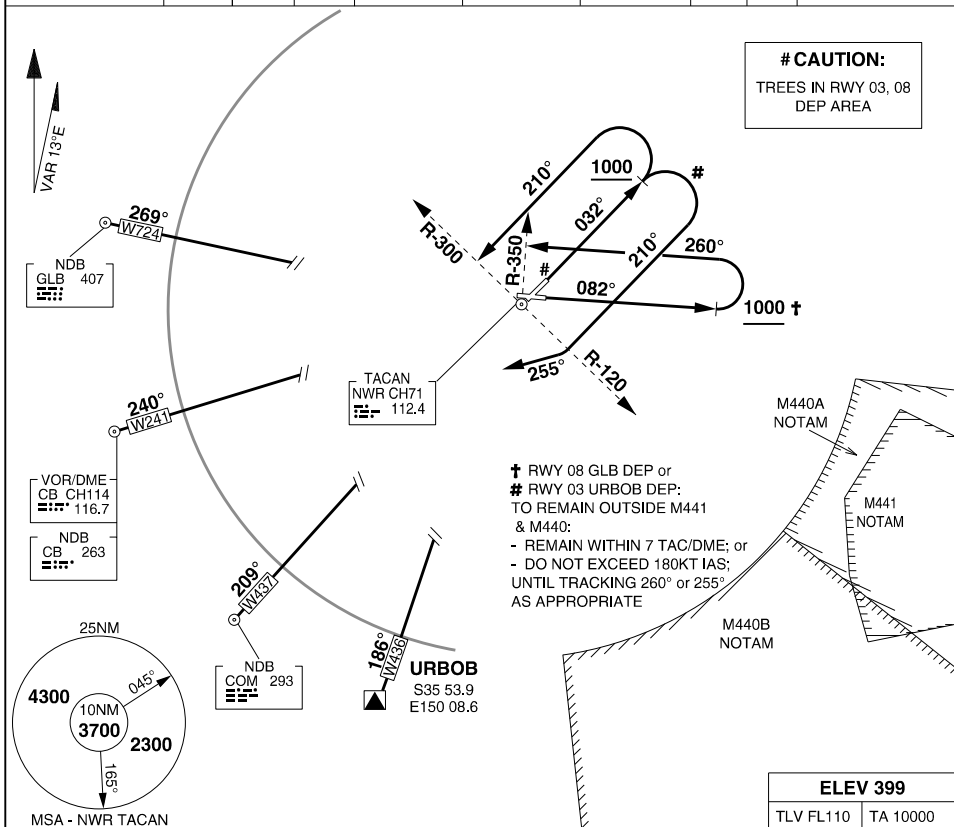 # CAUTION:
TREES IN RWY 03, 08
DEP AREA
VAR 13°E
269°
W724
NDB
GLB 407
210°
1000
#
032°
R-300
R-350
210°
260°
#
082°
1000 †
255°
R-120
TACAN
NWR CH71
112.4
240°
W241
VOR/DME
CB CH114
116.7
NDB
CB 263
M440A
NOTAM
M441
NOTAM
† RWY 08 GLB DEP or
# RWY 03 URBOB DEP:
TO REMAIN OUTSIDE M441
& M440:
- REMAIN WITHIN 7 TAC/DME; or
- DO NOT EXCEED 180KT IAS;
UNTIL TRACKING 260° or 255°
AS APPROPRIATE
209°
W437
NDB
COM 293
186°
W436
URBOB
S35 53.9
E150 08.6
M440B
NOTAM
25NM
4300
045°
10NM
3700
2300
165°
MSA - NWR TACAN
ELEV 399
TLV FL110 TA 10000